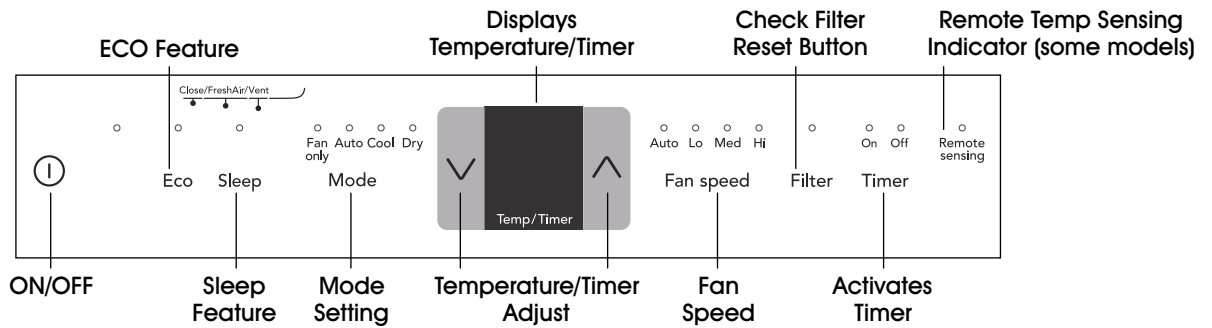 Displays
Temperature/Timer
Check Filter
Reset Button
Remote Temp Sensing
Indicator (some models)
ECO Feature
Close/FreshAir/Vent
Fan only
Auto
Cool
Dry
Auto
Lo
Med
Hi
On
Off
Remote sensing
Eco
Sleep
Mode
Temp/Timer
Fan speed
Filter
Timer
ON/OFF
Sleep
Feature
Mode
Setting
Temperature/Timer
Adjust
Fan
Speed
Activates
Timer